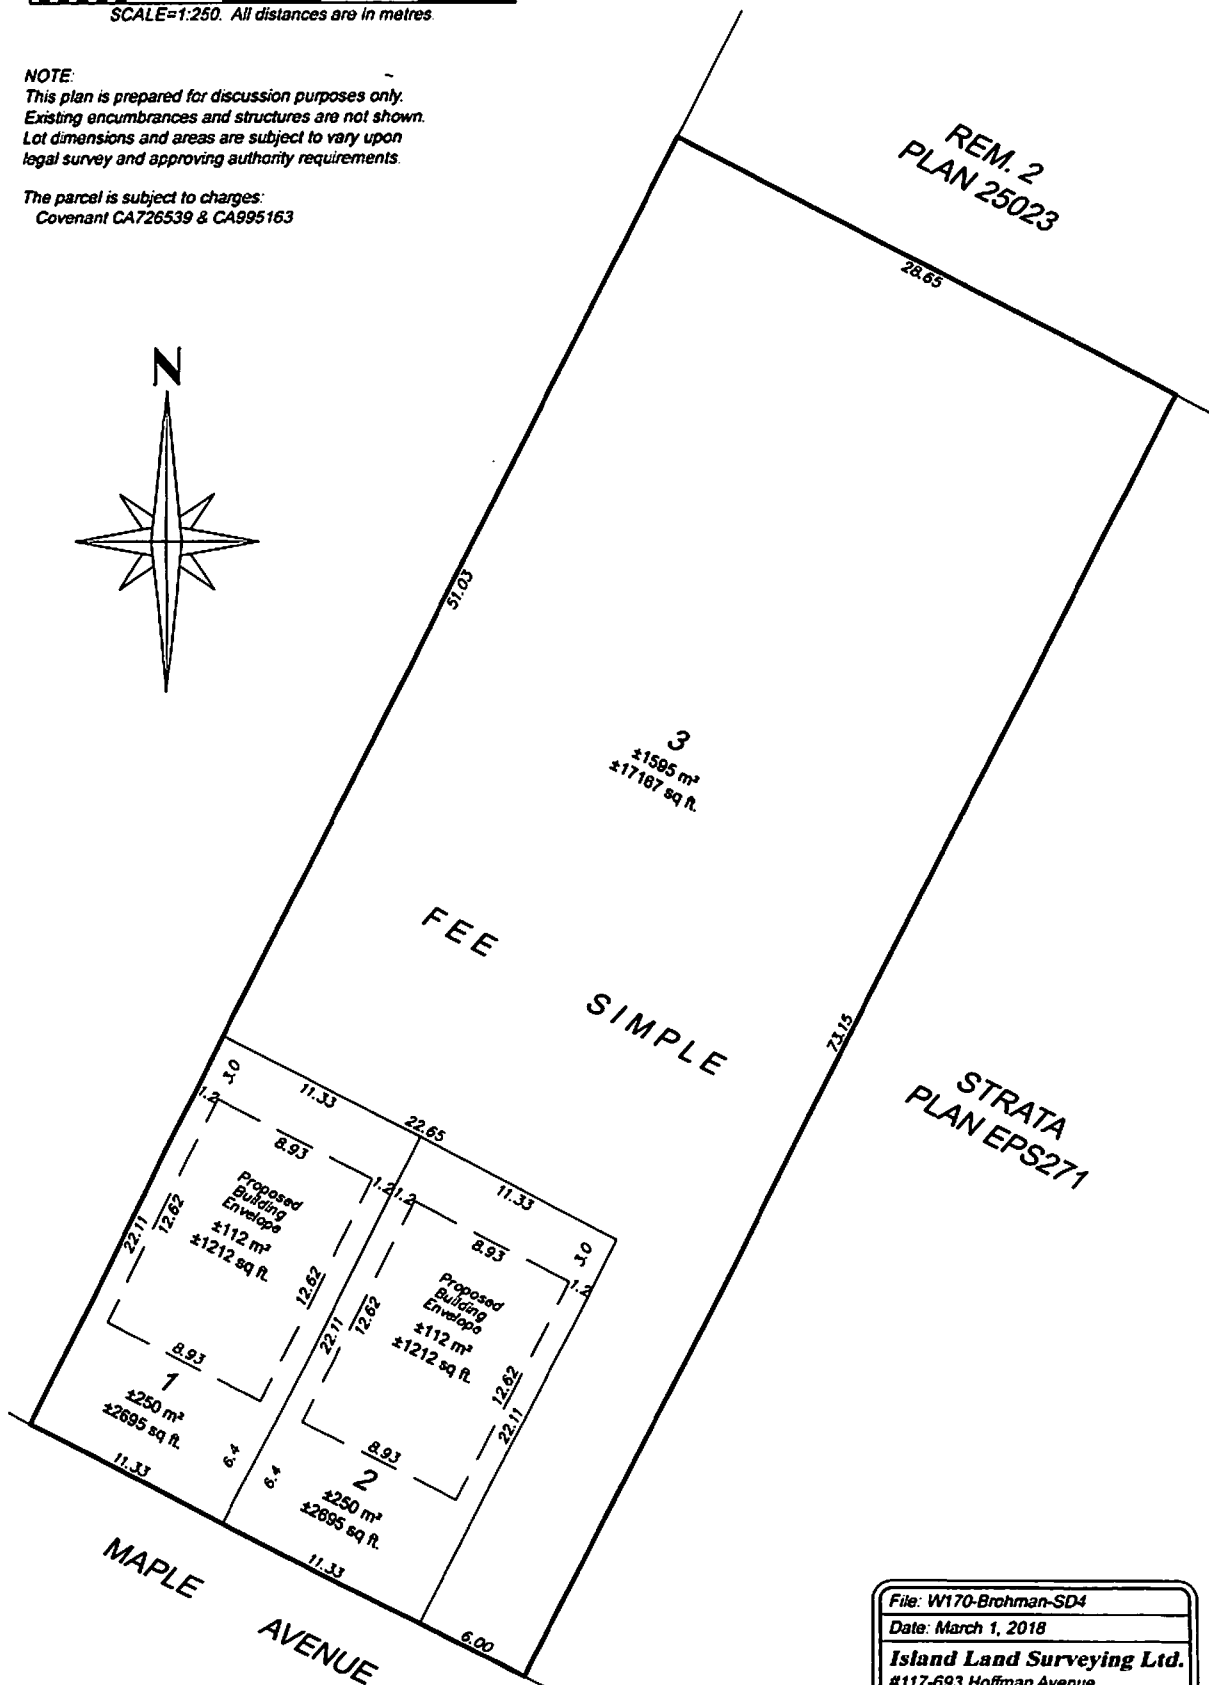 SCALE=1:250. All distances are in metres.
NOTE:
This plan is prepared for discussion purposes only.
Existing encumbrances and structures are not shown.
Lot dimensions and areas are subject to vary upon
legal survey and approving authority requirements.
The parcel is subject to charges:
Covenant CA726539 & CA995163
N
REM. 2
PLAN 25023
28.65
51.03
3
±1595 m²
±17167 sq ft.
FEE
SIMPLE
73.15
STRATA
PLAN EPS271
3.0
11.33
22.65
1.2
8.93
1.2
1.2
11.33
Proposed
Building
Envelope
±112 m²
±1212 sq ft.
22.11
12.62
12.62
8.93
3.0
1.2
Proposed
Building
Envelope
±112 m²
±1212 sq ft.
22.11
12.62
12.62
22.11
8.93
1
±250 m²
±2695 sq ft.
6.4
11.33
8.93
6.4
2
±250 m²
±2695 sq ft.
11.33
6.00
MAPLE
AVENUE
File: W170-Brohman-SD4
Date: March 1, 2018
Island Land Surveying Ltd.
#117-693 Hoffman Avenue